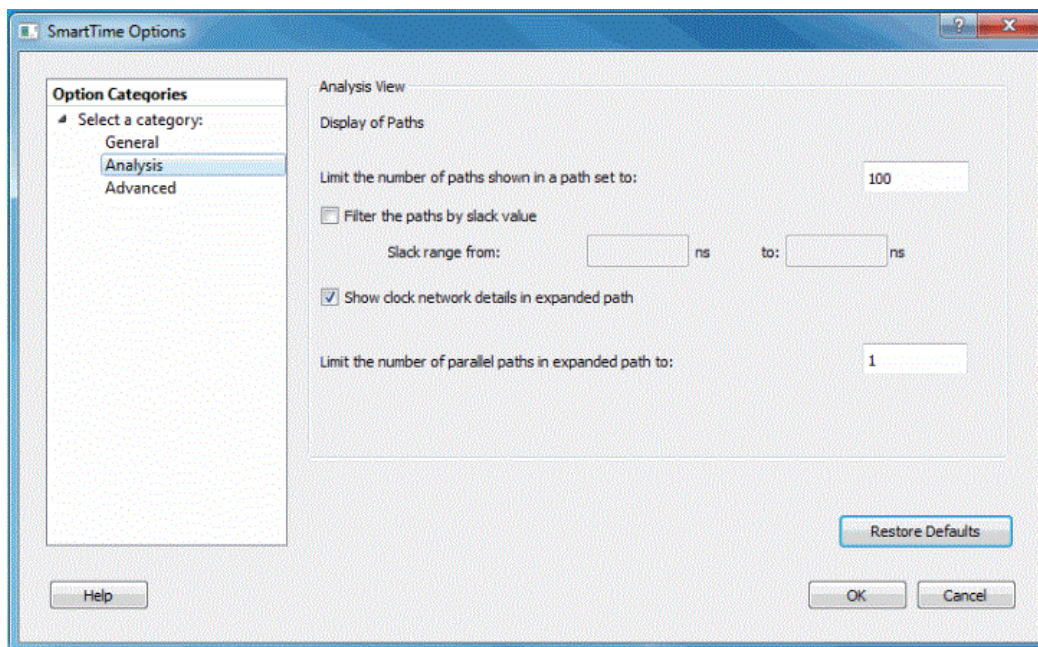 SmartTime Options
Option Categories
Select a category:
General
Analysis
Advanced
Analysis View
Display of Paths
Limit the number of paths shown in a path set to: 100
Filter the paths by slack value
Slack range from: ns to: ns
Show clock network details in expanded path
Limit the number of parallel paths in expanded path to: 1
Restore Defaults
Help OK Cancel